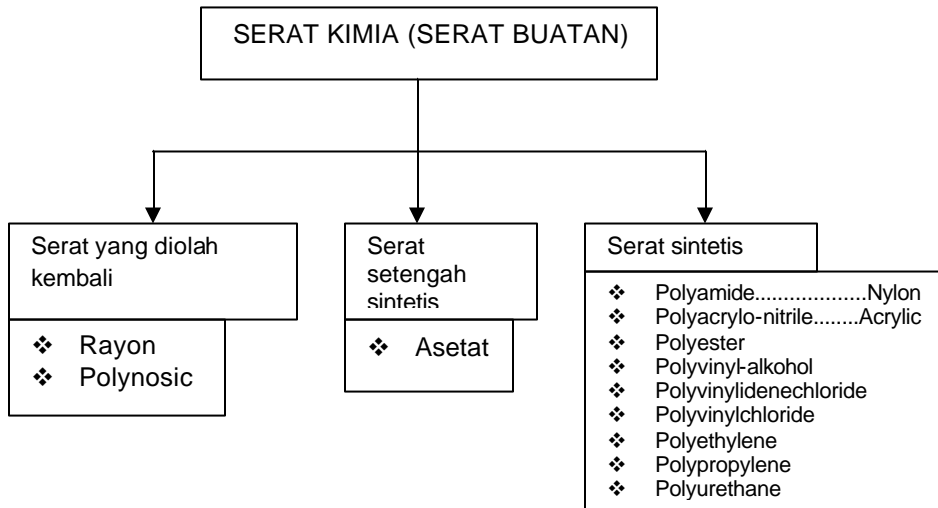 SERAT KIMIA (SERAT BUATAN)
Serat yang diolah
kembali
❖ Rayon
❖ Polynosic
Serat
setengah
sintetis
❖ Asetat
Serat sintetis
❖ Polyamide...................Nylon
❖ Polyacrylo-nitrile........Acrylic
❖ Polyester
❖ Polyvinyl-alkohol
❖ Polyvinylidenechloride
❖ Polyvinylchloride
❖ Polyethylene
❖ Polypropylene
❖ Polyurethane